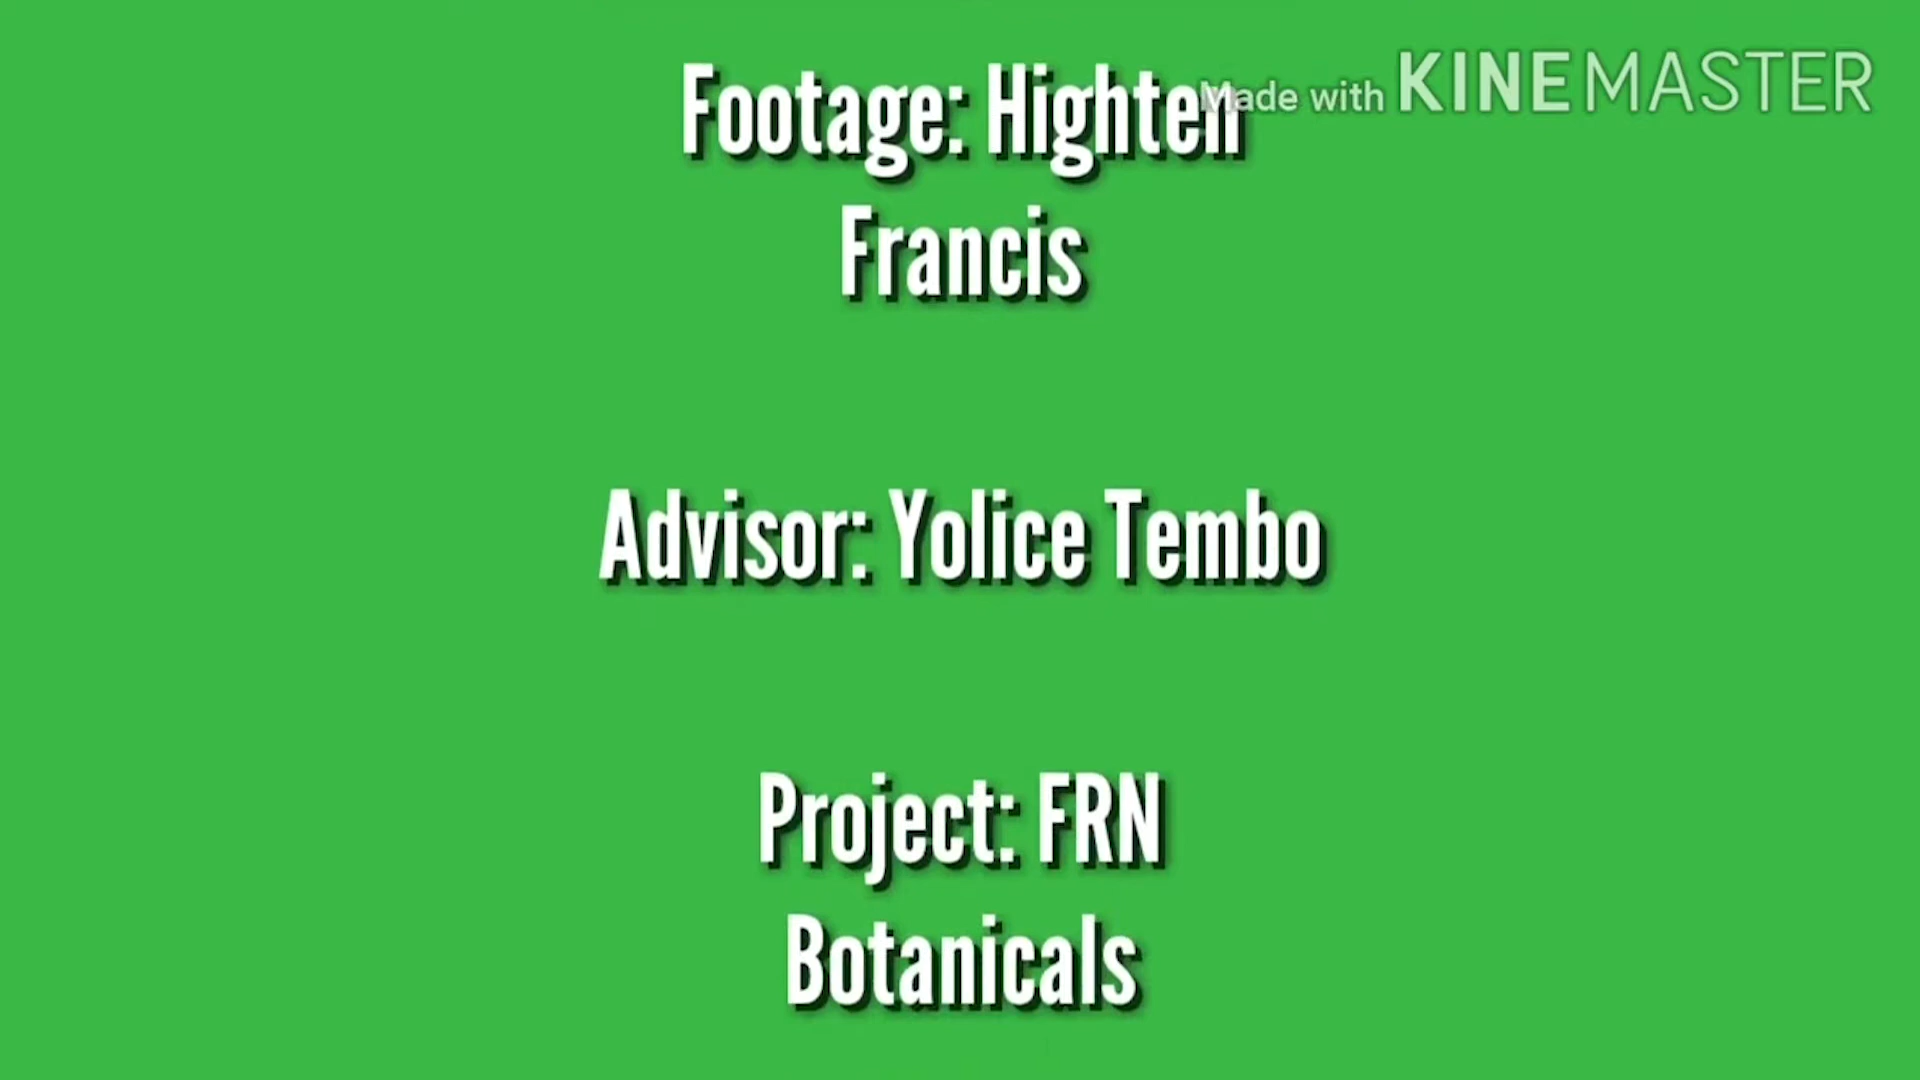 Footage: Highten
Made with KINEMASTER
Francis
Advisor: Yolice Tembo
Project: FRN
Botanicals